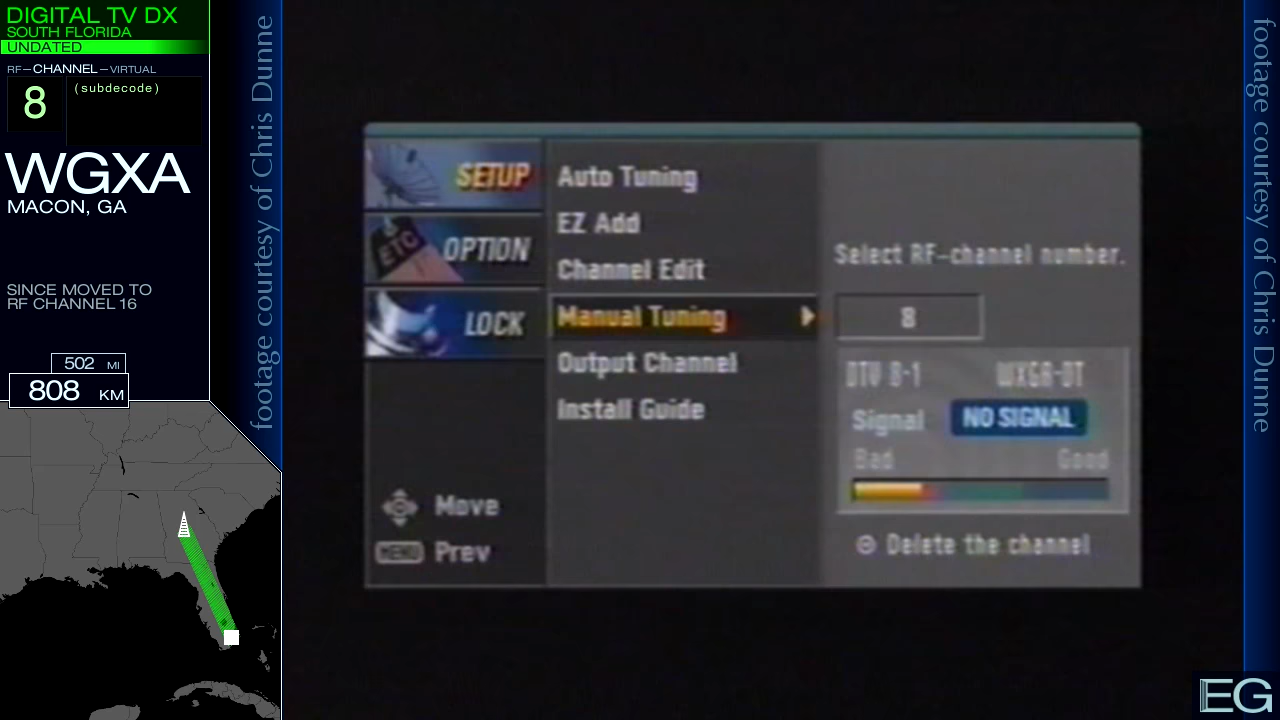 DIGITAL TV DX
SOUTH FLORIDA
UNDATED
RF–CHANNEL–VIRTUAL
8
(subdecode)
WGXA
MACON, GA
SINCE MOVED TO
RF CHANNEL 16
502 MI
808 KM
footage courtesy of Chris Dunne
SETUP
OPTION
ETC
LOCK
Auto Tuning
EZ Add
Channel Edit
Manual Tuning
Output Channel
Install Guide
Move
MENU Prev
Select RF-channel number.
8
DTV 8-1
Signal NO SIGNAL
Bad Good
Delete the channel
footage courtesy of Chris Dunne
EG